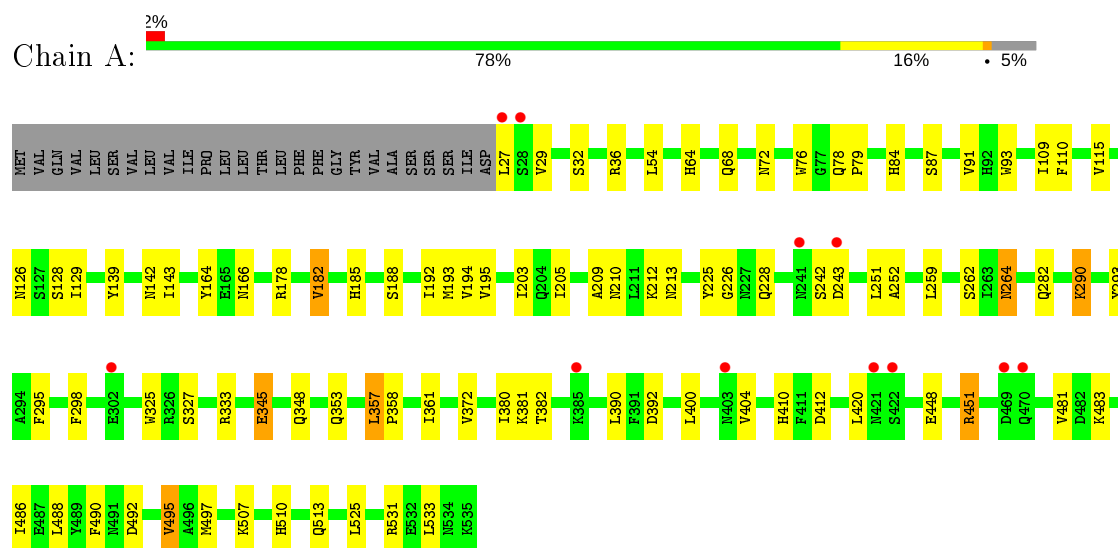 2%
Chain A:
78% 16% • 5%
MET VAL GLN VAL LEU SER VAL LEU VAL ILE PRO LEU LEU THR LEU PHE PHE GLY TYR VAL ALA SER SER SER ILE ASP L27 S28 V29 S32 R36 L54 H64 Q68 N72 W76 G77 Q78 P79 H84 S87 V91 H92 W93 I109 F110 V115
N126 S127 S128 I129 Y139 N142 I143 Y164 E165 N166 R178 V182 H185 S188 I192 M193 V194 V195 I203 Q204 I205 A209 N210 L211 K212 N213 Y225 G226 N227 Q228 N241 S242 D243 L251 A252 L259 S262 I263 N264 Q282 K290 Y293
A294 F295 F298 E302 W325 R326 S327 R333 E345 Q348 Q353 L357 P358 I361 V372 I380 K381 T382 K385 L390 F391 D392 L400 N403 V404 H410 F411 D412 L420 N421 S422 E448 R451 D469 Q470 V481 D482 K483
I486 E487 L488 Y489 F490 N491 D492 V495 A496 M497 K507 H510 Q513 L525 R531 E532 L533 N534 K535